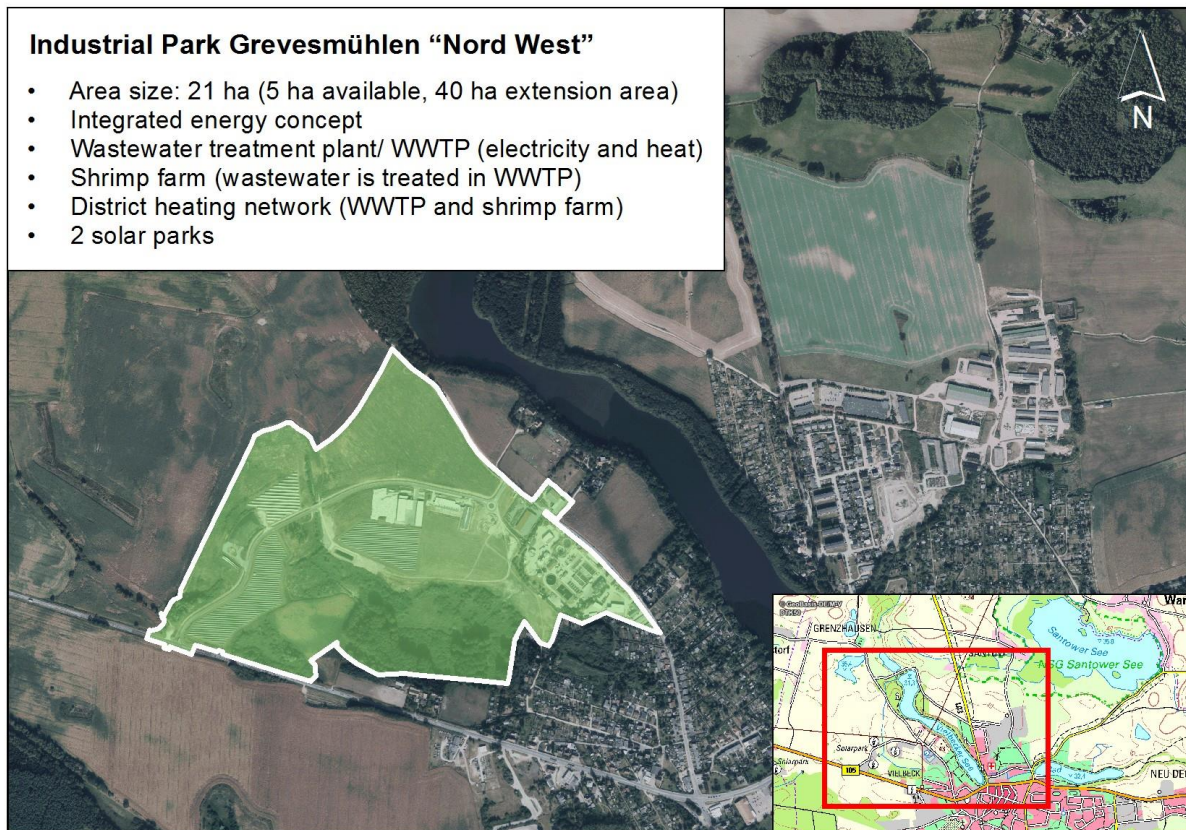 Industrial Park Grevesmühlen “Nord West”
• Area size: 21 ha (5 ha available, 40 ha extension area)
• Integrated energy concept
• Wastewater treatment plant/ WWTP (electricity and heat)
• Shrimp farm (wastewater is treated in WWTP)
• District heating network (WWTP and shrimp farm)
• 2 solar parks
N
© GeoBasis-DE/M-V
GRENZHAUSEN
Santower
See
NSG Santower See
Solarpark
Solarpark
105
VIELBECK